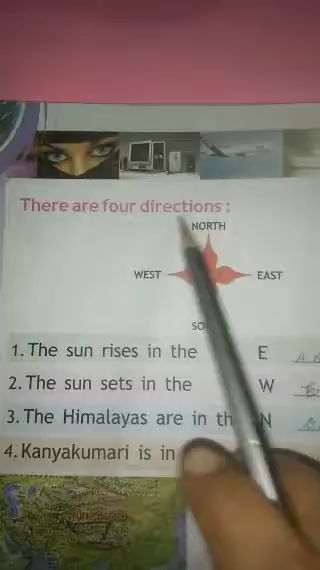 There are four directions :
NORTH
WEST EAST
SO
1. The sun rises in the E
2. The sun sets in the W
3. The Himalayas are in th N
4. Kanyakumari is in